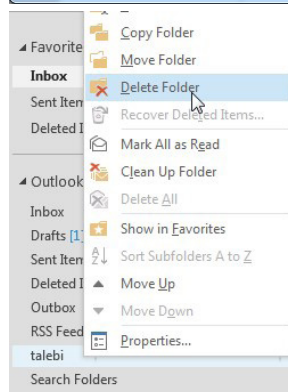 Favorite
Inbox
Sent Item
Deleted I
Outlook
Inbox
Drafts [1]
Sent Item
Deleted I
Outbox
RSS Feed
talebi
Search Folders
Copy Folder
Move Folder
Delete Folder
Recover Deleted Items...
Mark All as Read
Clean Up Folder
Delete All
Show in Favorites
Sort Subfolders A to Z
Move Up
Move Down
Properties...